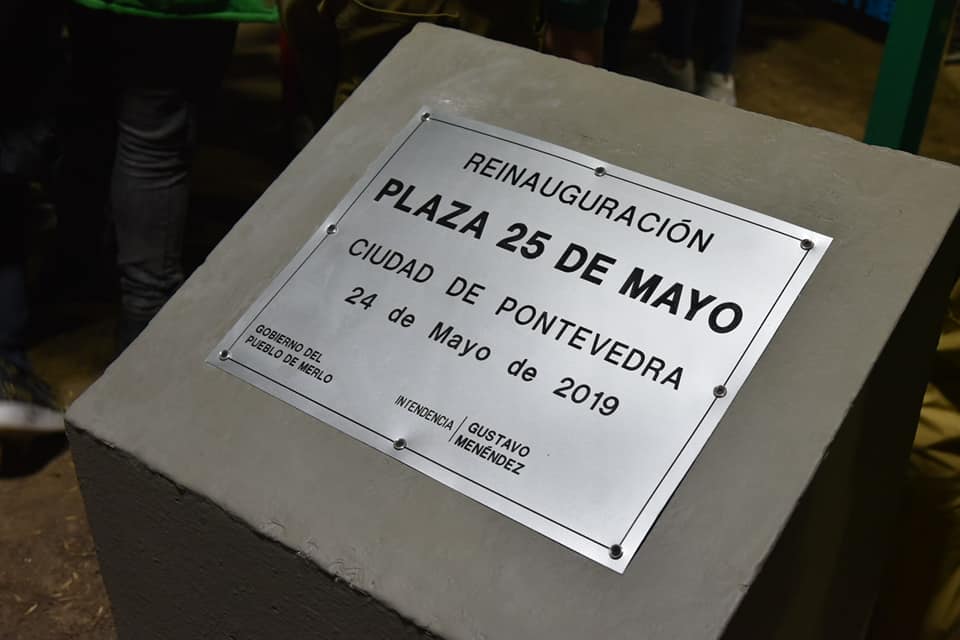 REINAUGURACIÓN
PLAZA 25 DE MAYO
CIUDAD DE PONTEVEDRA
24 de Mayo de 2019
GOBIERNO DEL
PUEBLO DE MERLO
INTENDENCIA
GUSTAVO
MENÉNDEZ